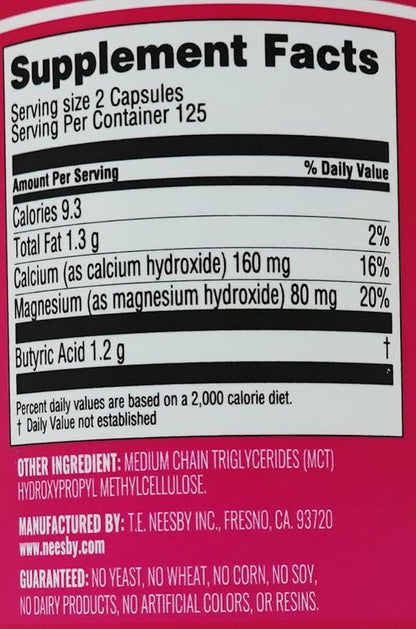 Supplement Facts
Serving size 2 Capsules
Serving Per Container 125
Amount Per Serving % Daily Value
Calories 9.3
Total Fat 1.3 g 2%
Calcium (as calcium hydroxide) 160 mg 16%
Magnesium (as magnesium hydroxide) 80 mg 20%
Butyric Acid 1.2 g †
Percent daily values are based on a 2,000 calorie diet.
† Daily Value not established
OTHER INGREDIENT: MEDIUM CHAIN TRIGLYCERIDES (MCT)
HYDROXYPROPYL METHYLCELLULOSE.
MANUFACTURED BY: T.E. NEESBY INC., FRESNO, CA. 93720
www.neesby.com
GUARANTEED: NO YEAST, NO WHEAT, NO CORN, NO SOY,
NO DAIRY PRODUCTS, NO ARTIFICIAL COLORS, OR RESINS.